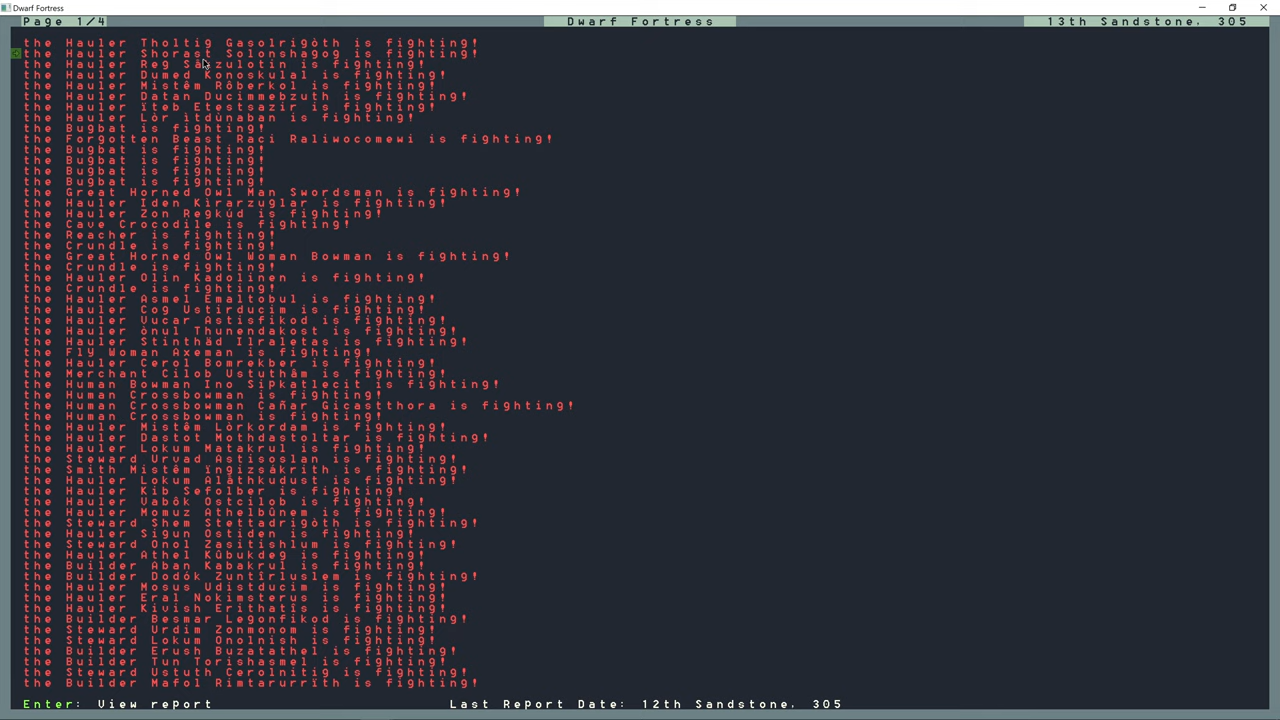 Dwarf Fortress
Page 1/4 Dwarf Fortress 13th Sandstone, 305
the Hauler Tholtig Gasolrigòth is fighting!
the Hauler Shorast Solonshagog is fighting!
the Hauler Reg is fighting!
the Hauler Dumed Konoskulal is fighting!
the Hauler Mistêm Rôberkol is fighting!
the Hauler Datan Ducimmebzuth is fighting!
the Hauler ïteb Etestsazir is fighting!
the Hauler Lòr ìtdùnaban is fighting!
the Bugbat is fighting!
the Forgotten Beast Raci Raliwocomewi is fighting!
the Bugbat is fighting!
the Bugbat is fighting!
the Bugbat is fighting!
the Bugbat is fighting!
the Great Horned Owl Man Swordsman is fighting!
the Hauler Iden Kìrarzuglar is fighting!
the Hauler Zon Regkúd is fighting!
the Cave Crocodile is fighting!
the Reacher is fighting!
the Crundle is fighting!
the Great Horned Owl Woman Bowman is fighting!
the Crundle is fighting!
the Hauler Olin Kadolinen is fighting!
the Crundle is fighting!
the Hauler Asmel Emaltobul is fighting!
the Hauler Cog Ustirducim is fighting!
the Hauler Vucar Astisfikod is fighting!
the Hauler ònul Thunendakost is fighting!
the Hauler Stinthäd Ilraletas is fighting!
the Fly Woman Axeman is fighting!
the Hauler Cerol Bomrekber is fighting!
the Merchant Cilob Ustuthâm is fighting!
the Human Bowman Ino Sipkatlecit is fighting!
the Human Crossbowman is fighting!
the Human Crossbowman Cañar Gicastthora is fighting!
the Human Crossbowman is fighting!
the Hauler Mistêm Lòrkordam is fighting!
the Hauler Dastot Mothdastoltar is fighting!
the Hauler Lokum Matakrul is fighting!
the Steward Urvad Astisoslan is fighting!
the Smith Mistêm ïngizsákrith is fighting!
the Hauler Lokum Alåthkudust is fighting!
the Hauler Kib Sefolber is fighting!
the Hauler Vabôk Ostcilob is fighting!
the Hauler Momuz Athelbûnem is fighting!
the Steward Shem Stettadrigòth is fighting!
the Hauler Sigun Ostiden is fighting!
the Steward Onol Zasitishlum is fighting!
the Hauler Athel Kûbukdeg is fighting!
the Builder Aban Kabakrul is fighting!
the Builder Dodók Zuntîrluslem is fighting!
the Hauler Mosus Udistducim is fighting!
the Hauler Eral Nokimsterus is fighting!
the Hauler Kivish Erithatîs is fighting!
the Builder Besmar Legonfikod is fighting!
the Steward Urdim Zonmonom is fighting!
the Steward Lokum Onolnish is fighting!
the Builder Erush Buzatathel is fighting!
the Builder Tun Torishasmel is fighting!
the Steward Ustuth Cerolnitig is fighting!
the Builder Mafol Rimtarurrïth is fighting!
Enter: View report Last Report Date: 12th Sandstone, 305